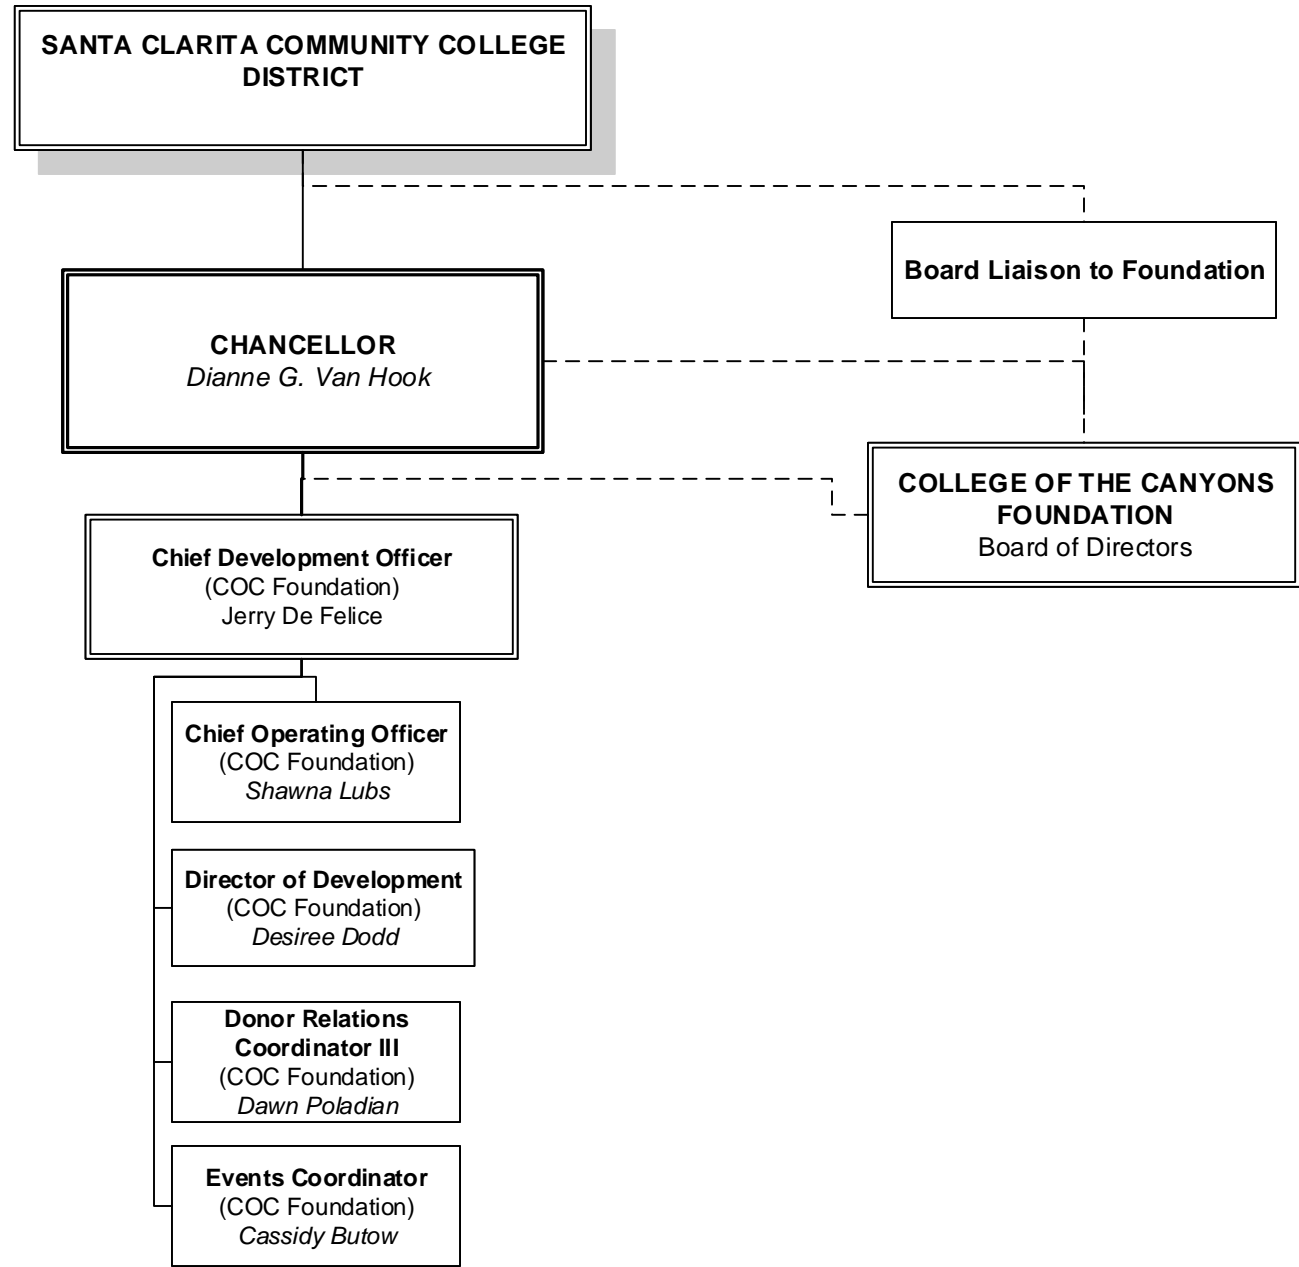 SANTA CLARITA COMMUNITY COLLEGE
DISTRICT
Board Liaison to Foundation
CHANCELLOR
Dianne G. Van Hook
COLLEGE OF THE CANYONS
FOUNDATION
Board of Directors
Chief Development Officer
(COC Foundation)
Jerry De Felice
Chief Operating Officer
(COC Foundation)
Shawna Lubs
Director of Development
(COC Foundation)
Desiree Dodd
Donor Relations
Coordinator III
(COC Foundation)
Dawn Poladian
Events Coordinator
(COC Foundation)
Cassidy Butow